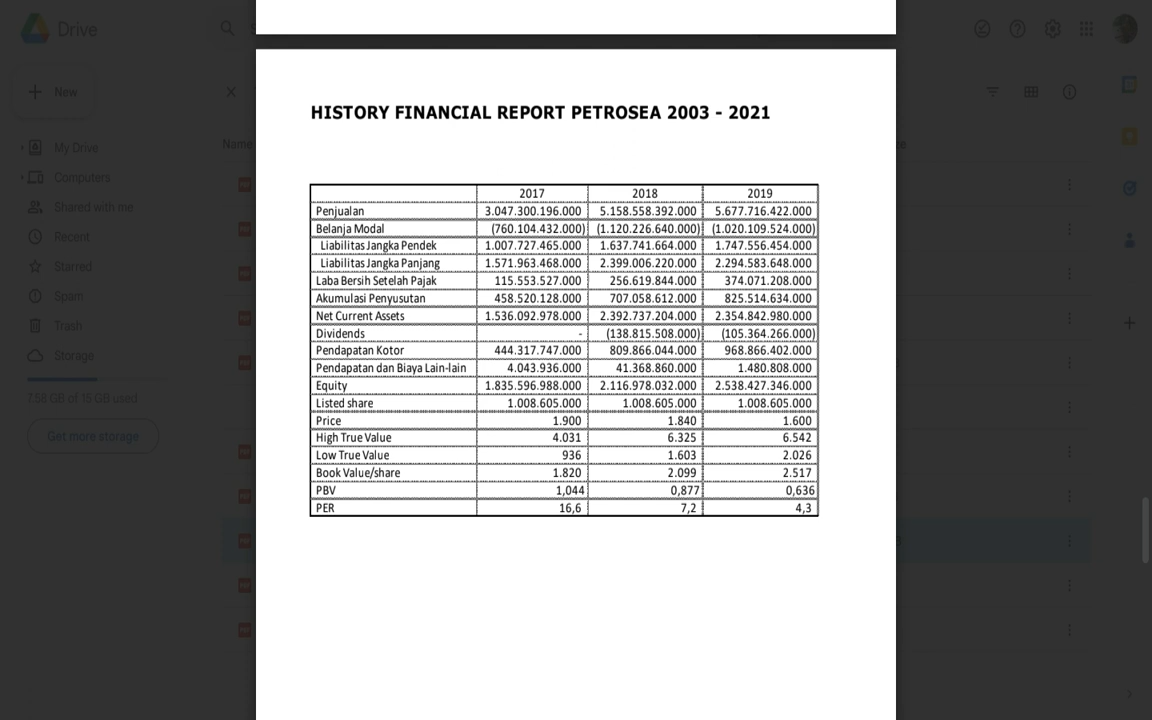 Drive
New
My Drive
Computers
Shared with me
Recent
Starred
Spam
Trash
Storage
7.58 GB of 15 GB used
Get more storage
Name
HISTORY FINANCIAL REPORT PETROSEA 2003 - 2021
2017 2018 2019
Penjualan 3.047.300.196.000 5.158.558.392.000 5.677.716.422.000
Belanja Modal (760.104.432.000) (1.120.226.640.000) (1.020.109.524.000)
Liabilitas Jangka Pendek 1.007.727.465.000 1.637.741.664.000 1.747.556.454.000
Liabilitas Jangka Panjang 1.571.963.468.000 2.399.006.220.000 2.294.583.648.000
Laba Bersih Setelah Pajak 115.553.527.000 256.619.844.000 374.071.208.000
Akumulasi Penyusutan 458.520.128.000 707.058.612.000 825.514.634.000
Net Current Assets 1.536.092.978.000 2.392.737.204.000 2.354.842.980.000
Dividends - (138.815.508.000) (105.364.266.000)
Pendapatan Kotor 444.317.747.000 809.866.044.000 968.866.402.000
Pendapatan dan Biaya Lain-lain 4.043.936.000 41.368.860.000 1.480.808.000
Equity 1.835.596.988.000 2.116.978.032.000 2.538.427.346.000
Listed share 1.008.605.000 1.008.605.000 1.008.605.000
Price 1.900 1.840 1.600
High True Value 4.031 6.325 6.542
Low True Value 936 1.603 2.026
Book Value/share 1.820 2.099 2.517
PBV 1,044 0,877 0,636
PER 16,6 7,2 4,3